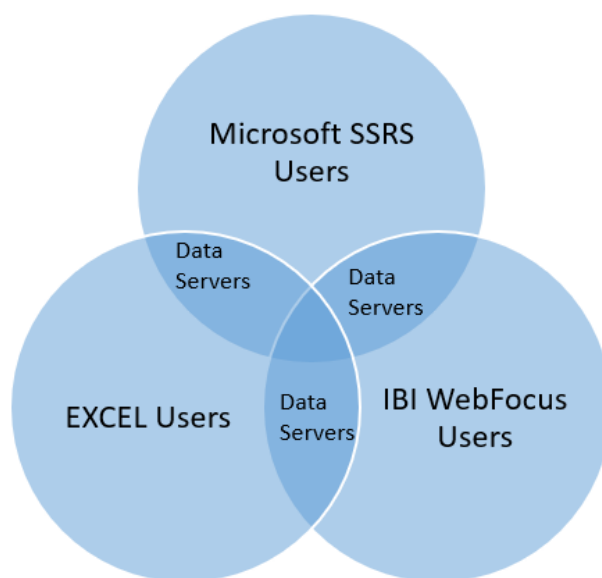 Microsoft SSRS
Users
Data
Servers
Data
Servers
EXCEL Users
Data
Servers
IBI WebFocus
Users